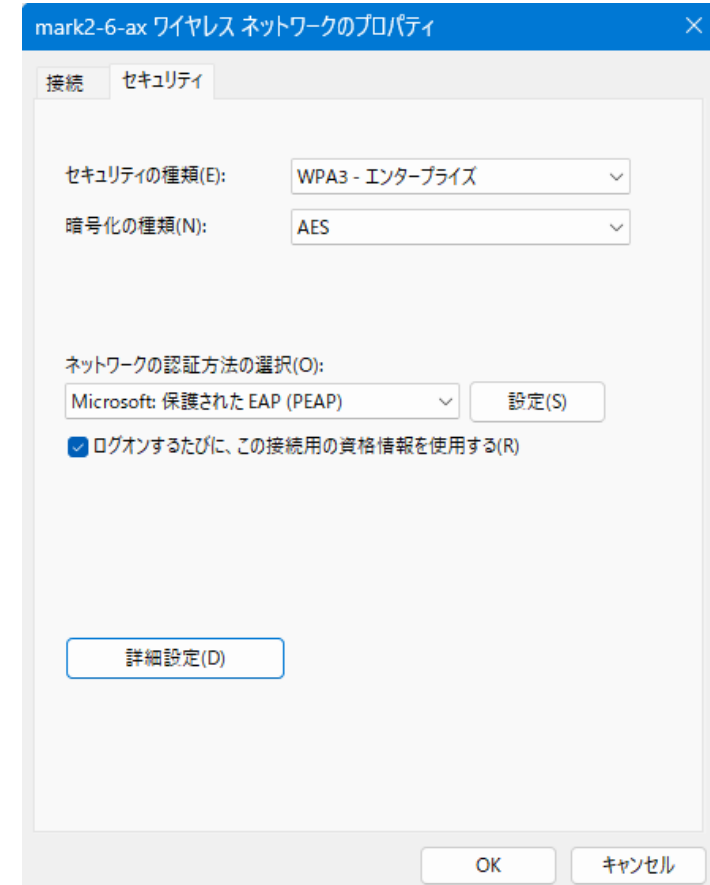 mark2-6-ax ワイヤレス ネットワークのプロパティ
接続 セキュリティ
セキュリティの種類(E): WPA3 - エンタープライズ
暗号化の種類(N): AES
ネットワークの認証方法の選択(O):
Microsoft: 保護された EAP (PEAP) 設定(S)
ログオンするたびに、この接続用の資格情報を使用する(R)
詳細設定(D)
OK キャンセル